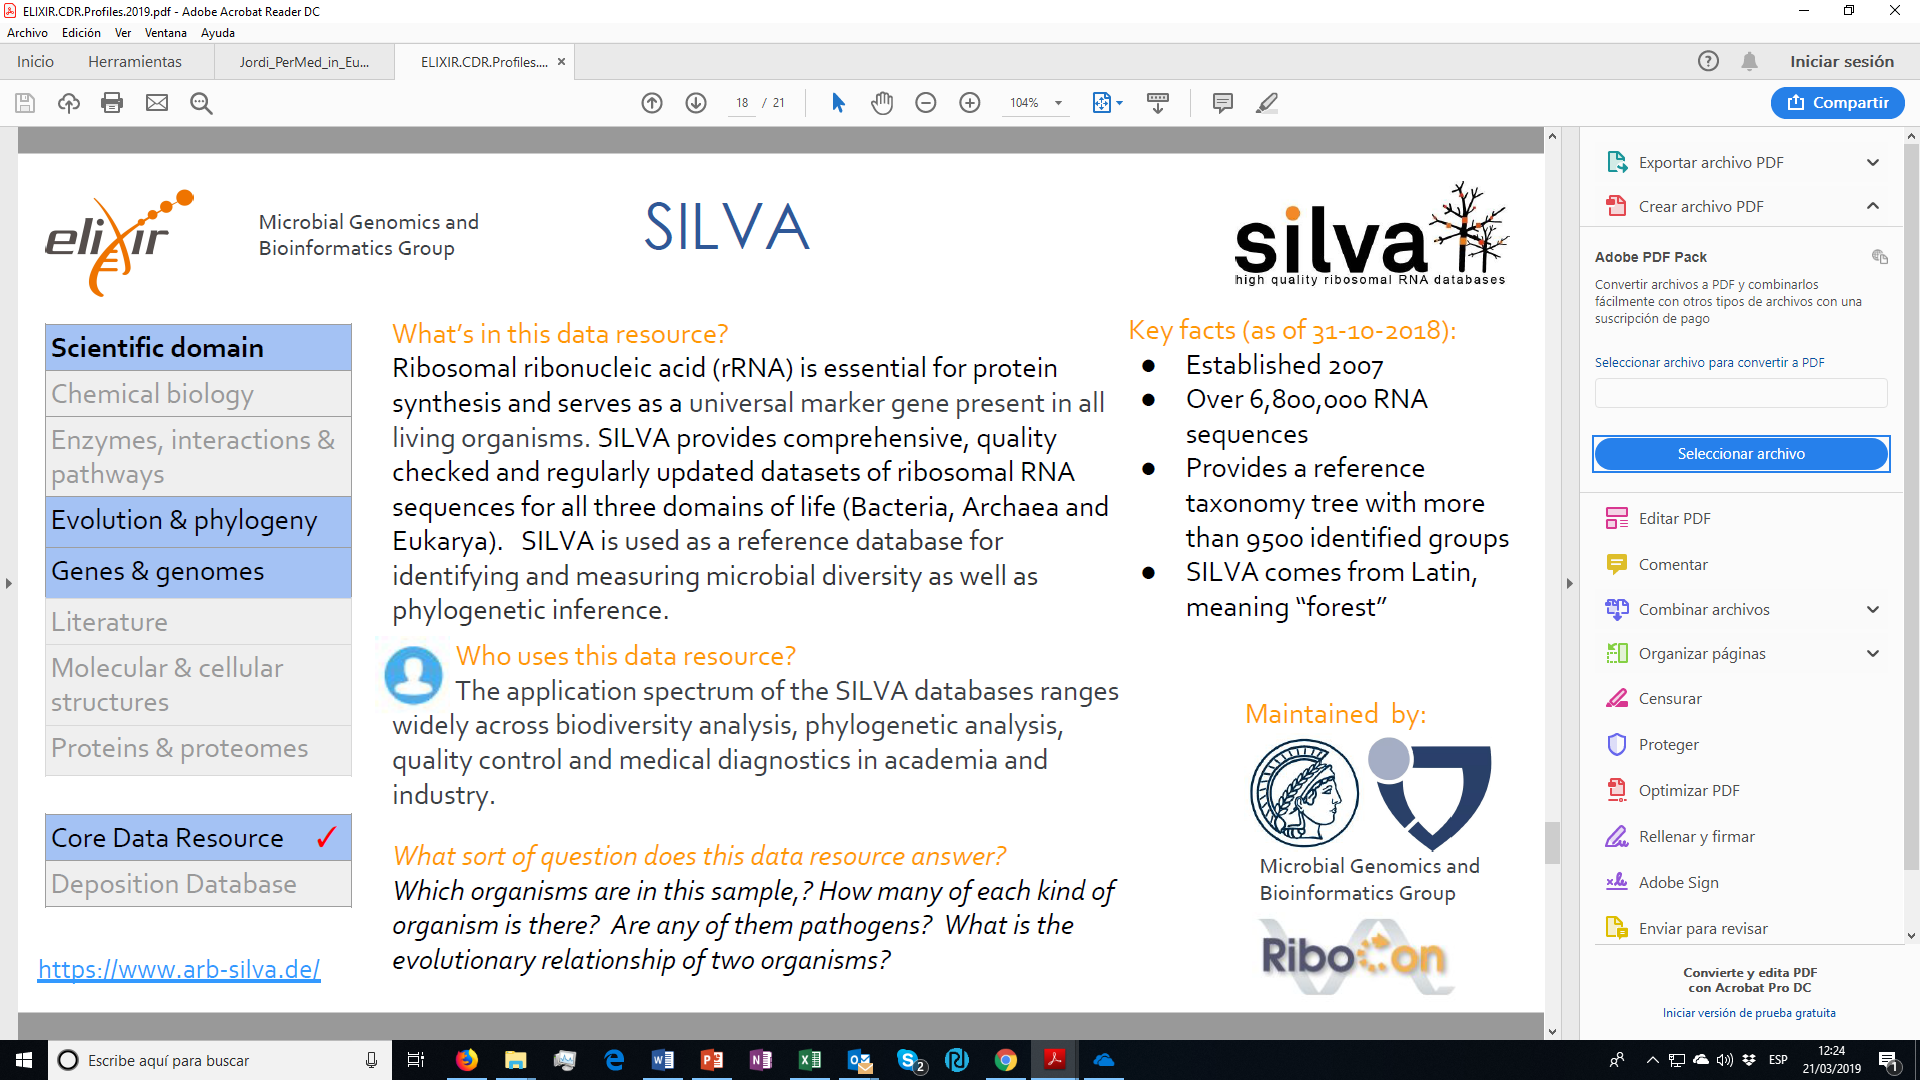 ELIXIR.CDR.Profiles.2019.pdf - Adobe Acrobat Reader DC
Archivo Edición Ver Ventana Ayuda
Inicio Herramientas Jordi_PerMed_in_Eu... ELIXIR.CDR.Profiles.... × Iniciar sesión
18 / 21 104% Compartir
elixir
Microbial Genomics and
Bioinformatics Group
SILVA
silva
high quality ribosomal RNA databases
Scientific domain
Chemical biology
Enzymes, interactions &
pathways
Evolution & phylogeny
Genes & genomes
Literature
Molecular & cellular
structures
Proteins & proteomes
Core Data Resource ✓
Deposition Database
https://www.arb-silva.de/
What's in this data resource?
Ribosomal ribonucleic acid (rRNA) is essential for protein
synthesis and serves as a universal marker gene present in all
living organisms. SILVA provides comprehensive, quality
checked and regularly updated datasets of ribosomal RNA
sequences for all three domains of life (Bacteria, Archaea and
Eukarya). SILVA is used as a reference database for
identifying and measuring microbial diversity as well as
phylogenetic inference.
Who uses this data resource?
The application spectrum of the SILVA databases ranges
widely across biodiversity analysis, phylogenetic analysis,
quality control and medical diagnostics in academia and
industry.
What sort of question does this data resource answer?
Which organisms are in this sample,? How many of each kind of
organism is there? Are any of them pathogens? What is the
evolutionary relationship of two organisms?
Key facts (as of 31-10-2018):
● Established 2007
● Over 6,800,000 RNA
sequences
● Provides a reference
taxonomy tree with more
than 9500 identified groups
● SILVA comes from Latin,
meaning “forest”
Maintained by:
Microbial Genomics and
Bioinformatics Group
RiboCon
Exportar archivo PDF
Crear archivo PDF
Adobe PDF Pack
Convertir archivos a PDF y combinarlos
fácilmente con otros tipos de archivos con una
suscripción de pago
Seleccionar archivo para convertir a PDF
Seleccionar archivo
Editar PDF
Comentar
Combinar archivos
Organizar páginas
Censurar
Proteger
Optimizar PDF
Rellenar y firmar
Adobe Sign
Enviar para revisar
Convierte y edita PDF
con Acrobat Pro DC
Iniciar versión de prueba gratuita
Escribe aquí para buscar
2
ESP
12:24
21/03/2019
1